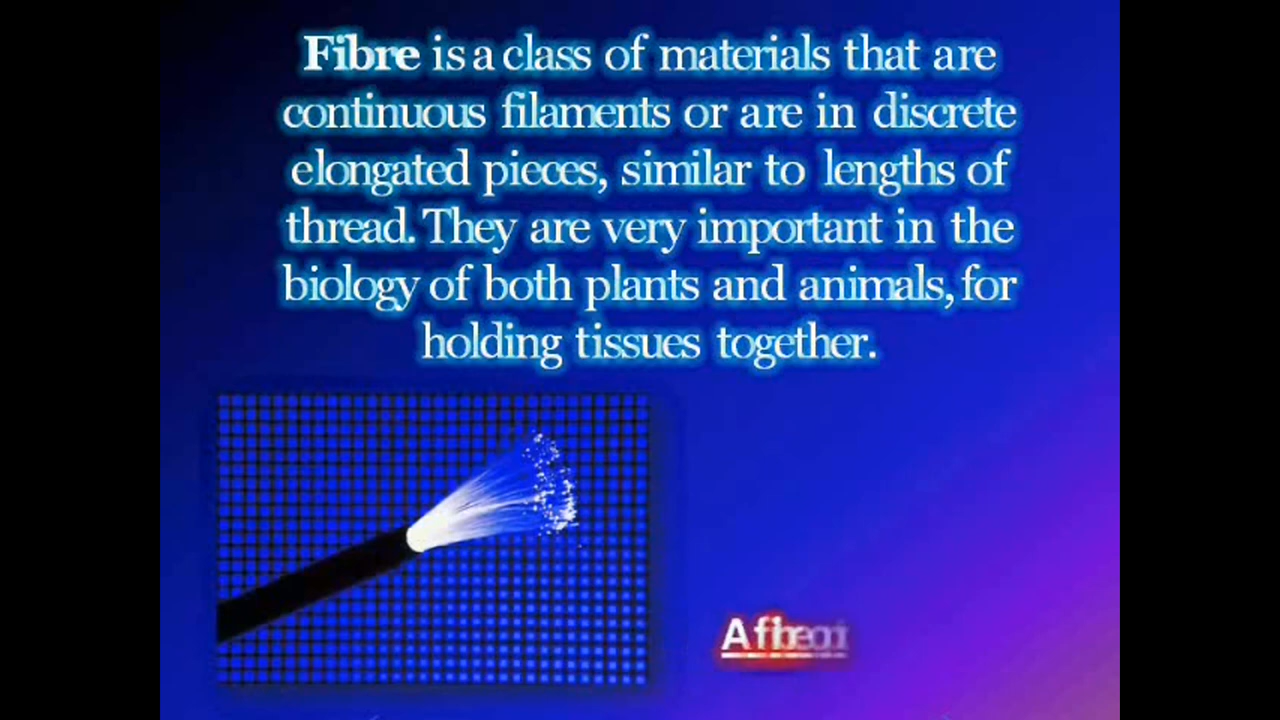 Fibre is a class of materials that are
continuous filaments or are in discrete
elongated pieces, similar to lengths of
thread. They are very important in the
biology of both plants and animals, for
holding tissues together.
A